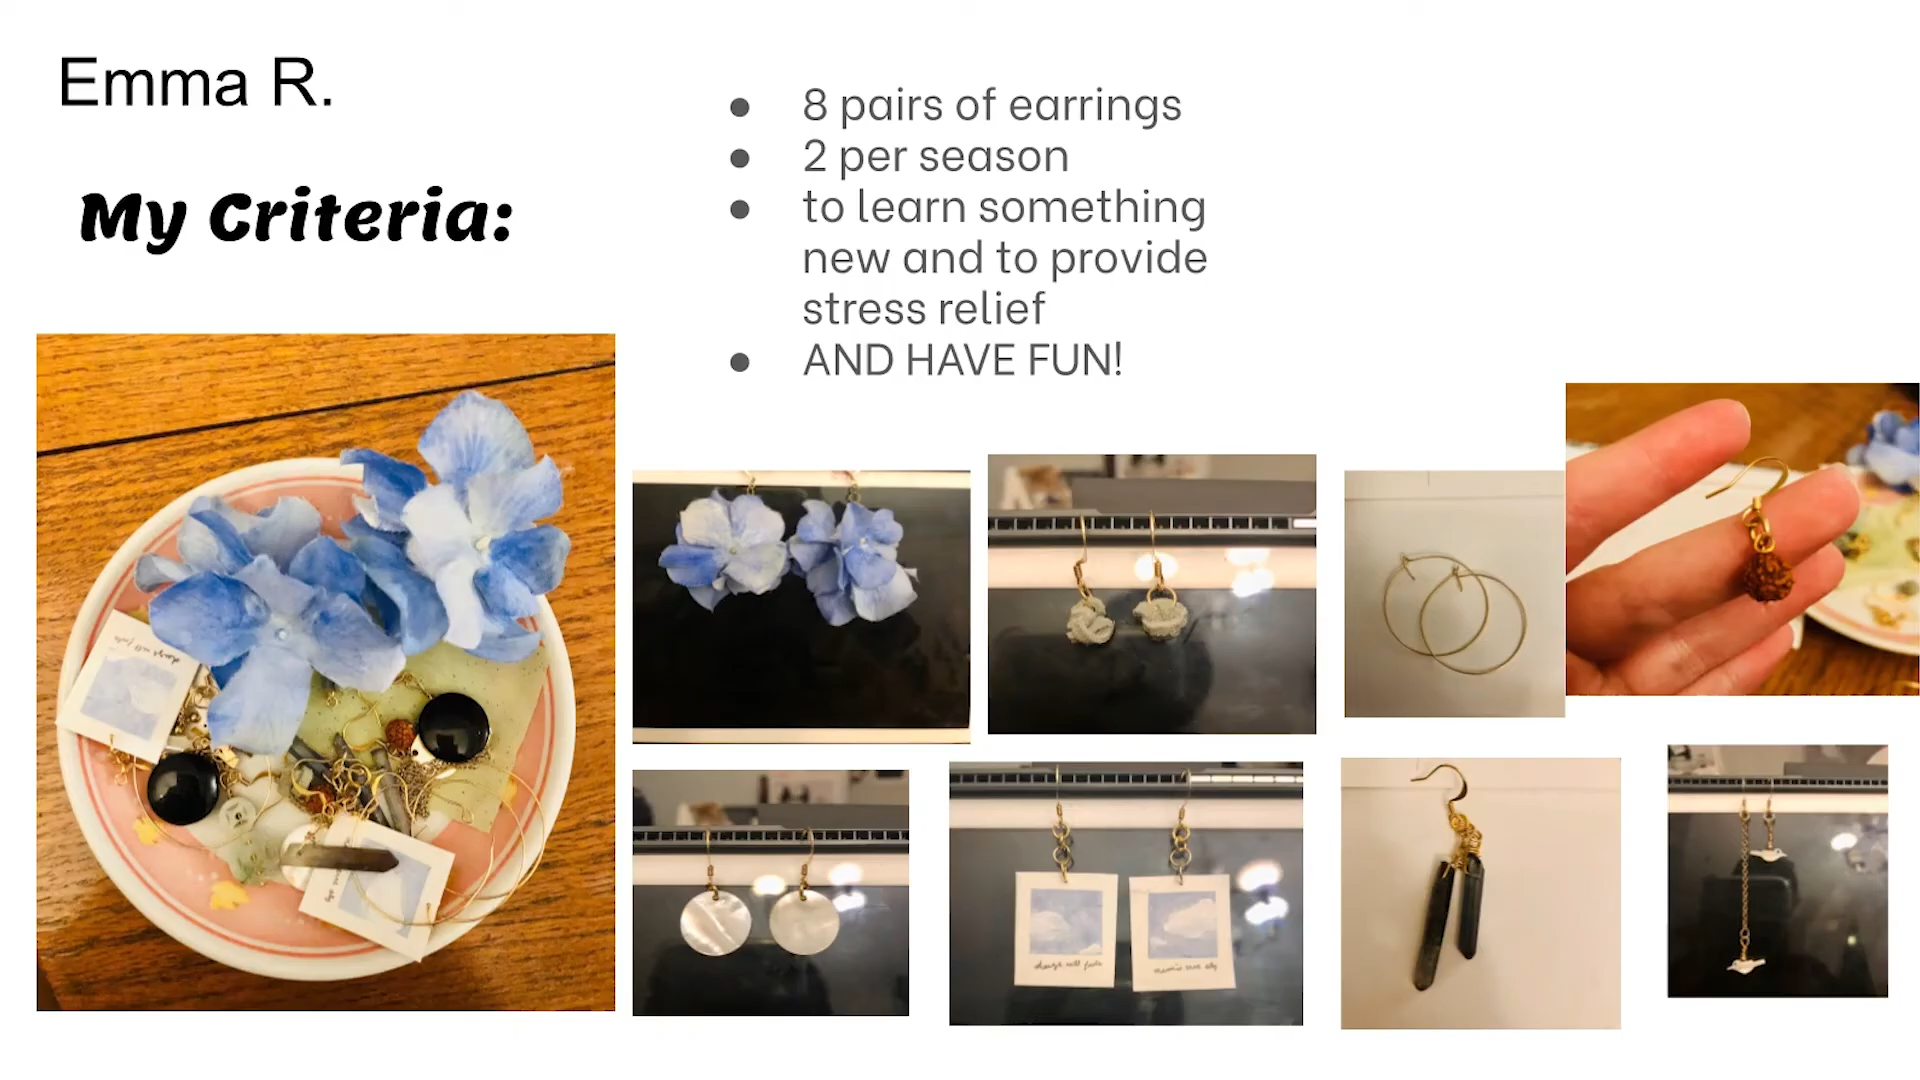 Emma R.
My Criteria:
● 8 pairs of earrings
● 2 per season
● to learn something
new and to provide
stress relief
● AND HAVE FUN!